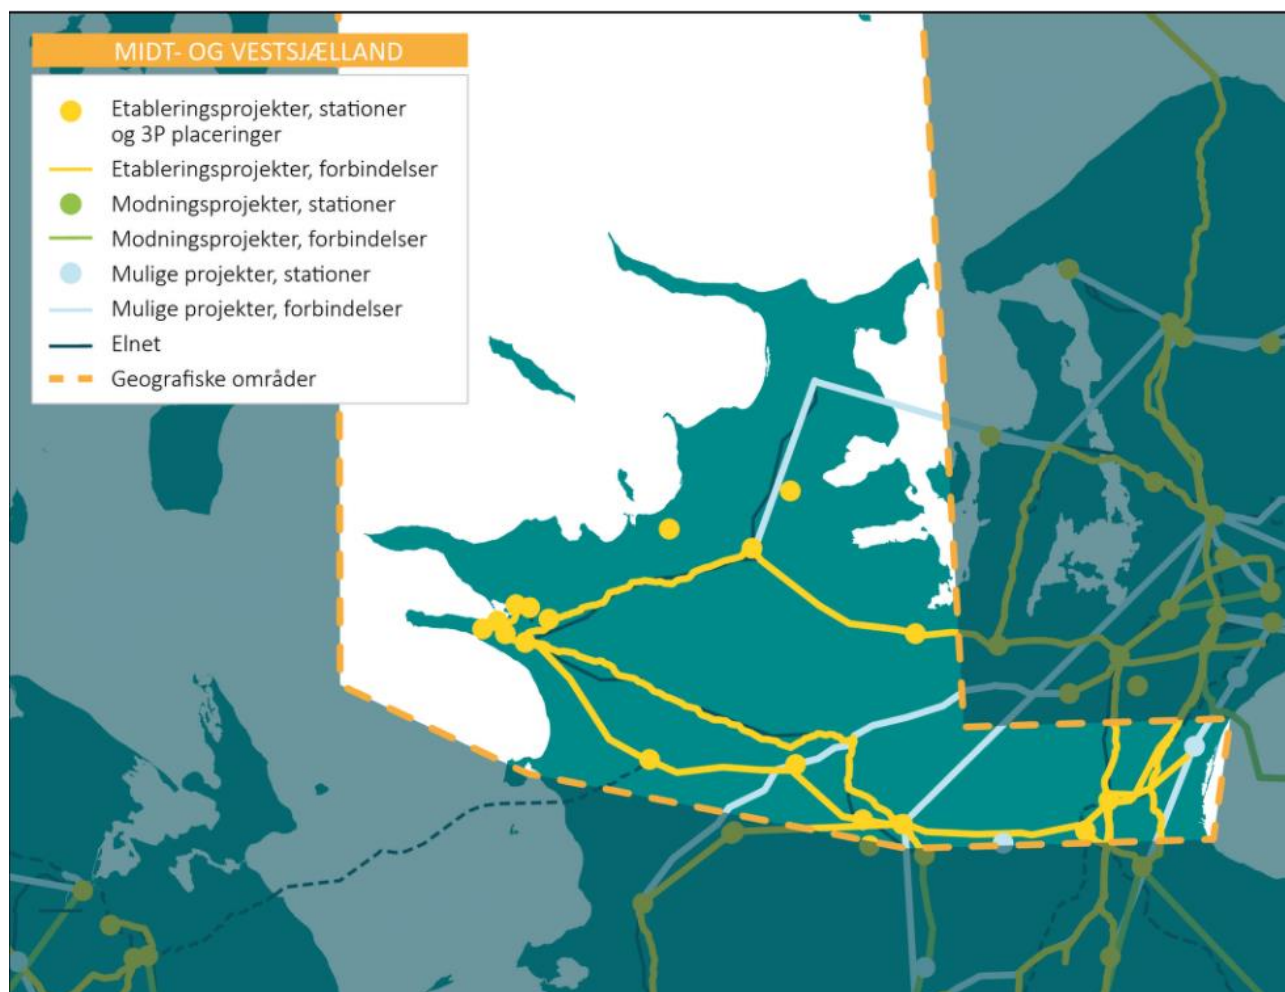 MIDT- OG VESTSJÆLLAND
Etableringsprojekter, stationer
og 3P placeringer
Etableringsprojekter, forbindelser
Modningsprojekter, stationer
Modningsprojekter, forbindelser
Mulige projekter, stationer
Mulige projekter, forbindelser
Elnet
Geografiske områder